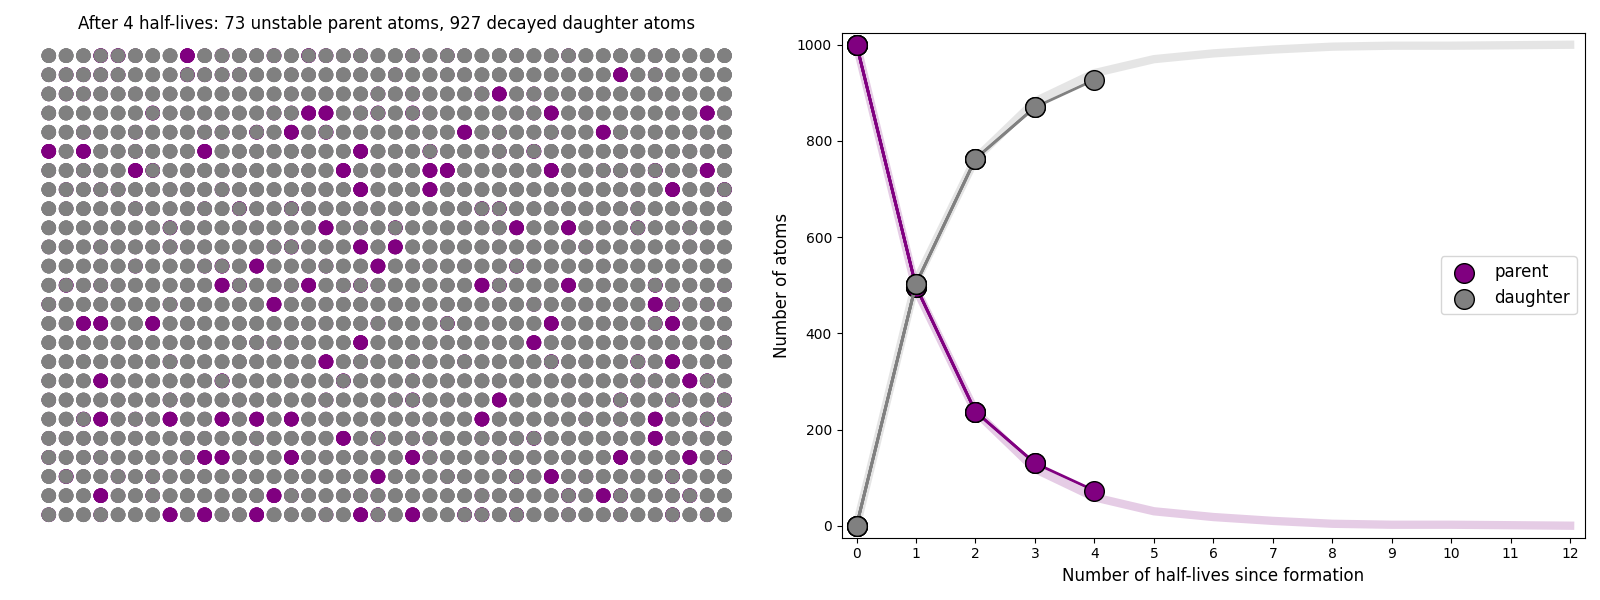 After 4 half-lives: 73 unstable parent atoms, 927 decayed daughter atoms
1000
800
600
400
200
0
Number of atoms
parent
daughter
0 1 2 3 4 5 6 7 8 9 10 11 12
Number of half-lives since formation